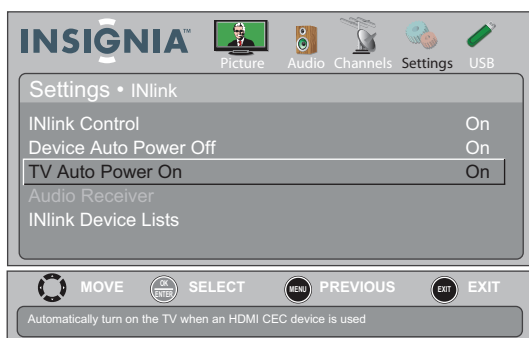 INSIGNIA™
Picture Audio Channels Settings USB
Settings • INlink
INlink Control On
Device Auto Power Off On
TV Auto Power On On
Audio Receiver
INlink Device Lists
MOVE OK ENTER SELECT MENU PREVIOUS EXIT EXIT
Automatically turn on the TV when an HDMI CEC device is used